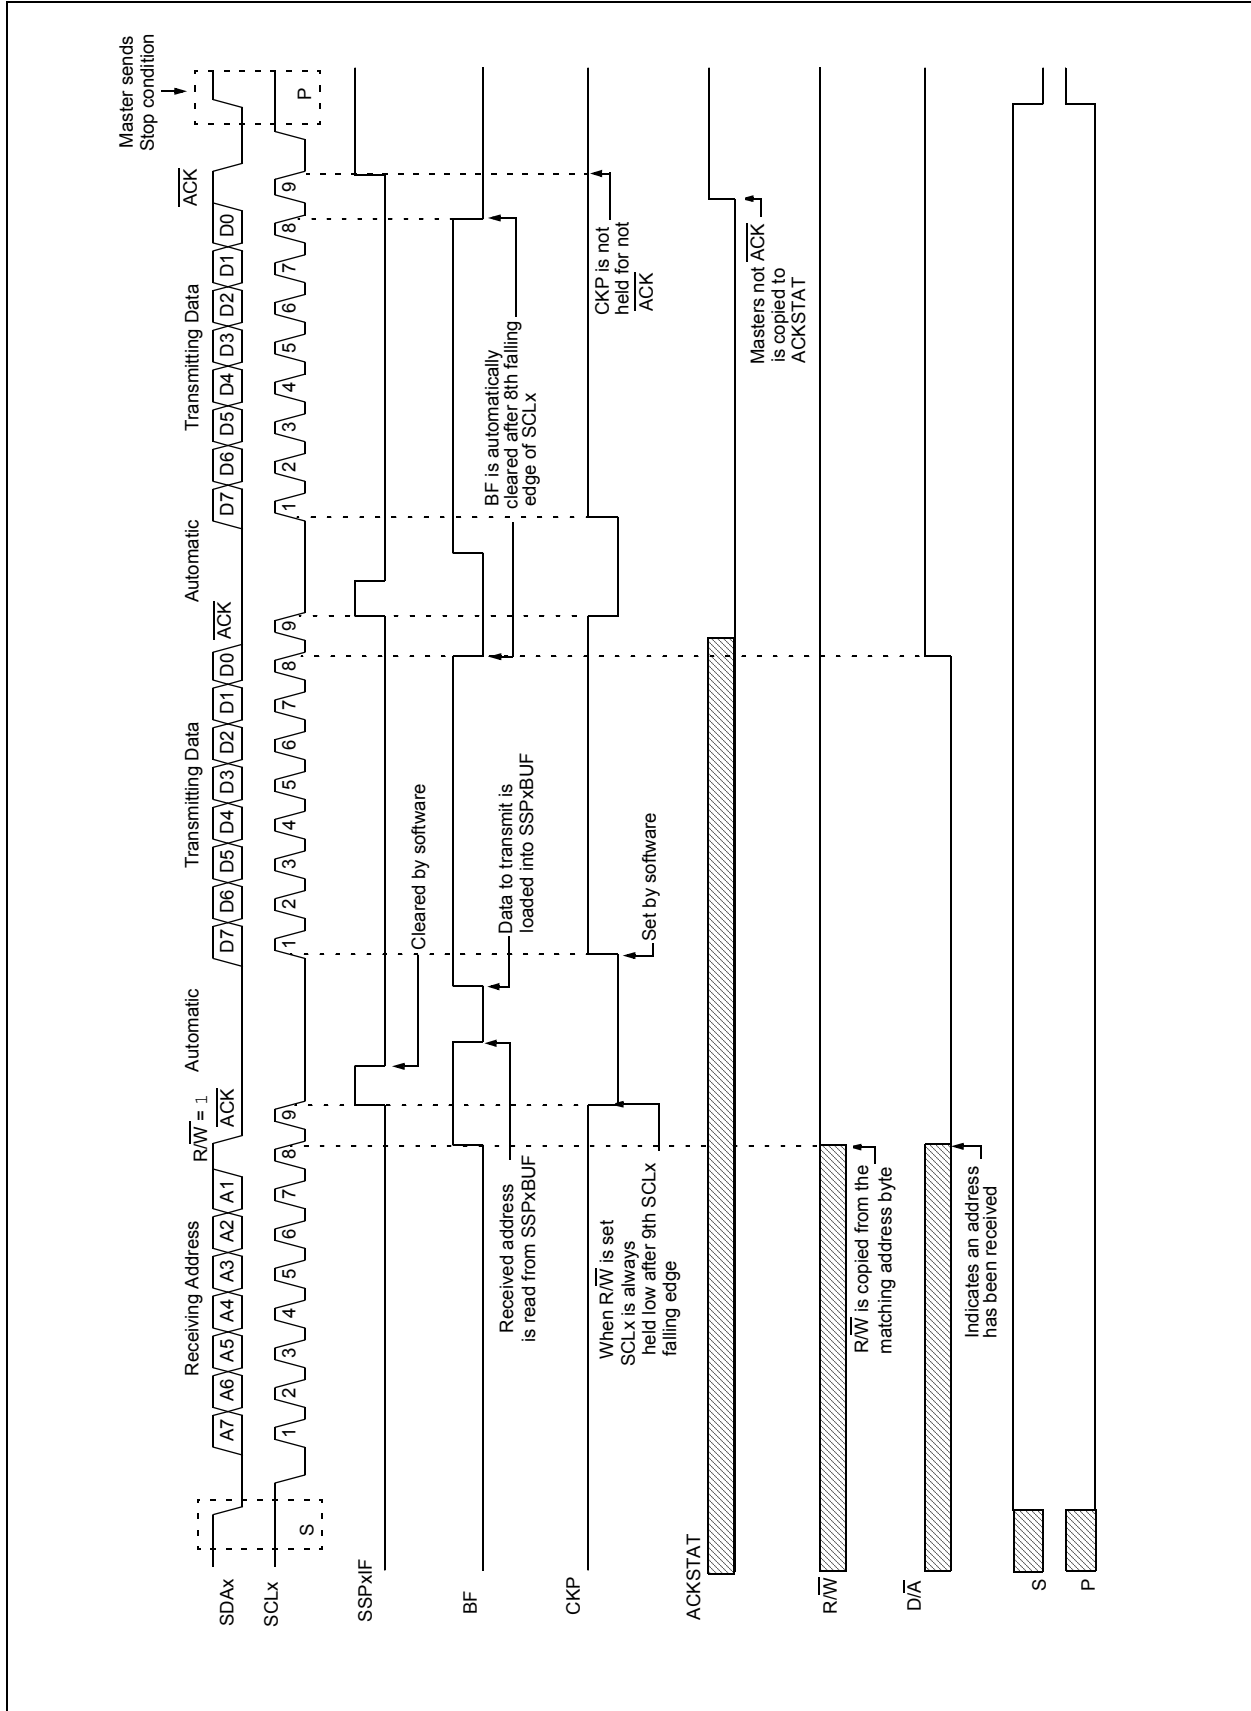 Master sends
Stop condition
SDAx
A7 A6 A5 A4 A3 A2 A1
D7 D6 D5 D4 D3 D2 D1 D0
D7 D6 D5 D4 D3 D2 D1 D0
Receiving Address
R/W = 1
ACK
Automatic
Transmitting Data
ACK
Automatic
Transmitting Data
ACK
SCLx
S
1 2 3 4 5 6 7 8 9
1 2 3 4 5 6 7 8 9
1 2 3 4 5 6 7 8 9
P
SSPxIF
Cleared by software
BF
Received address
is read from SSPxBUF
Data to transmit is
loaded into SSPxBUF
BF is automatically
cleared after 8th falling
edge of SCLx
CKP
When R/W is set
SCLx is always
held low after 9th SCLx
falling edge
Set by software
CKP is not
held for not
ACK
ACKSTAT
Masters not ACK
is copied to
ACKSTAT
R/W
R/W is copied from the
matching address byte
D/A
Indicates an address
has been received
S
P